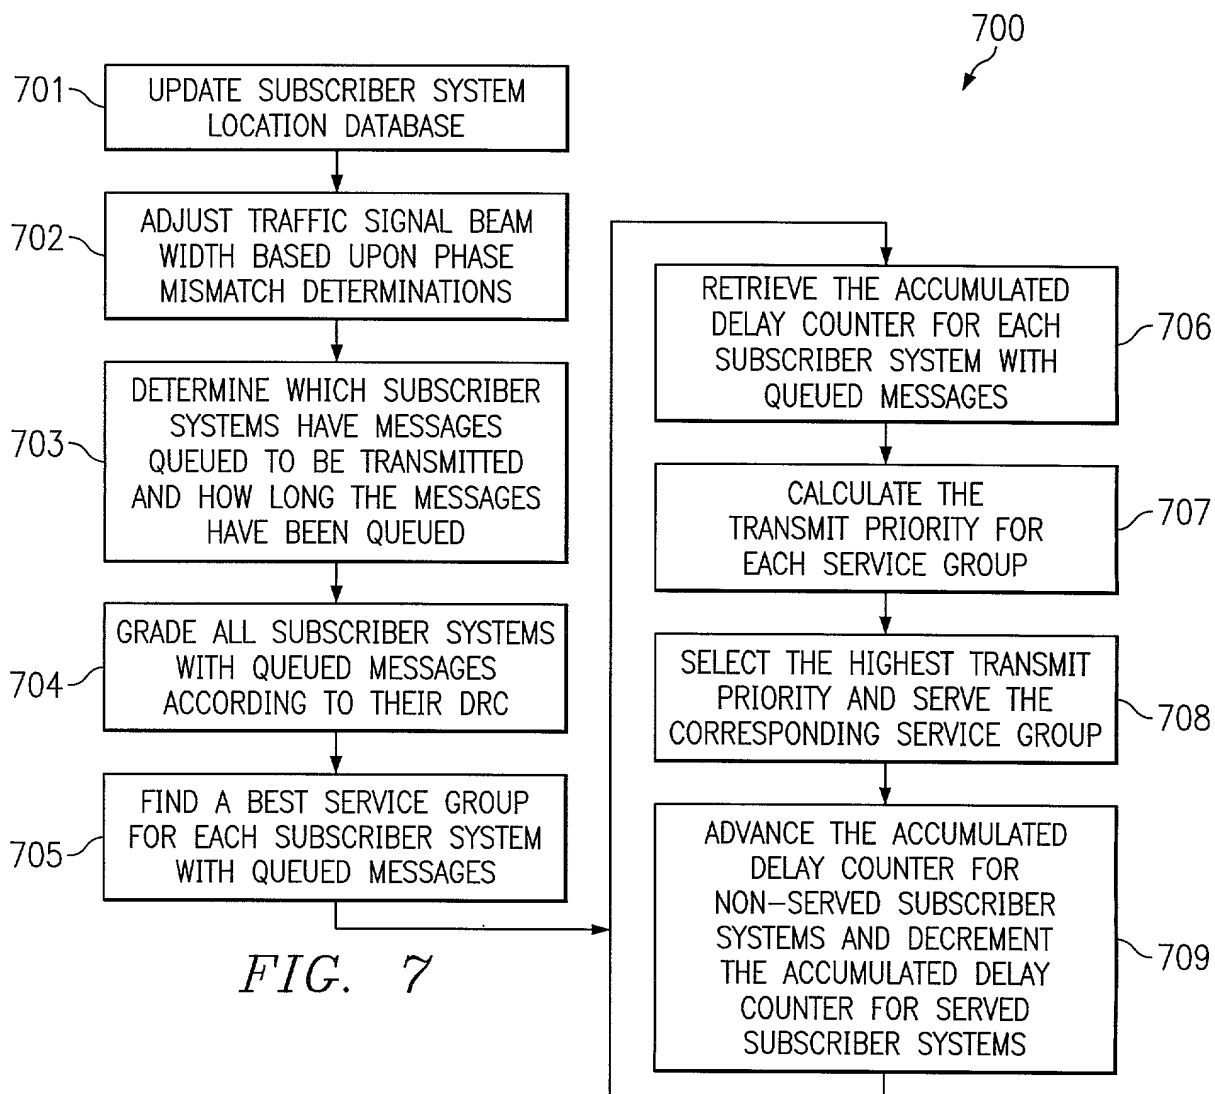 700
701
UPDATE SUBSCRIBER SYSTEM
LOCATION DATABASE
702
ADJUST TRAFFIC SIGNAL BEAM
WIDTH BASED UPON PHASE
MISMATCH DETERMINATIONS
703
DETERMINE WHICH SUBSCRIBER
SYSTEMS HAVE MESSAGES
QUEUED TO BE TRANSMITTED
AND HOW LONG THE MESSAGES
HAVE BEEN QUEUED
704
GRADE ALL SUBSCRIBER SYSTEMS
WITH QUEUED MESSAGES
ACCORDING TO THEIR DRC
705
FIND A BEST SERVICE GROUP
FOR EACH SUBSCRIBER SYSTEM
WITH QUEUED MESSAGES
RETRIEVE THE ACCUMULATED
DELAY COUNTER FOR EACH
SUBSCRIBER SYSTEM WITH
QUEUED MESSAGES
706
CALCULATE THE
TRANSMIT PRIORITY FOR
EACH SERVICE GROUP
707
SELECT THE HIGHEST TRANSMIT
PRIORITY AND SERVE THE
CORRESPONDING SERVICE GROUP
708
ADVANCE THE ACCUMULATED
DELAY COUNTER FOR
NON-SERVED SUBSCRIBER
SYSTEMS AND DECREMENT
THE ACCUMULATED DELAY
COUNTER FOR SERVED
SUBSCRIBER SYSTEMS
709
FIG. 7